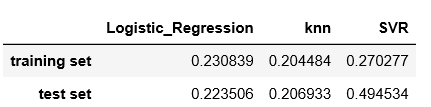 Logistic_Regression knn SVR
training set 0.230839 0.204484 0.270277
test set 0.223506 0.206933 0.494534